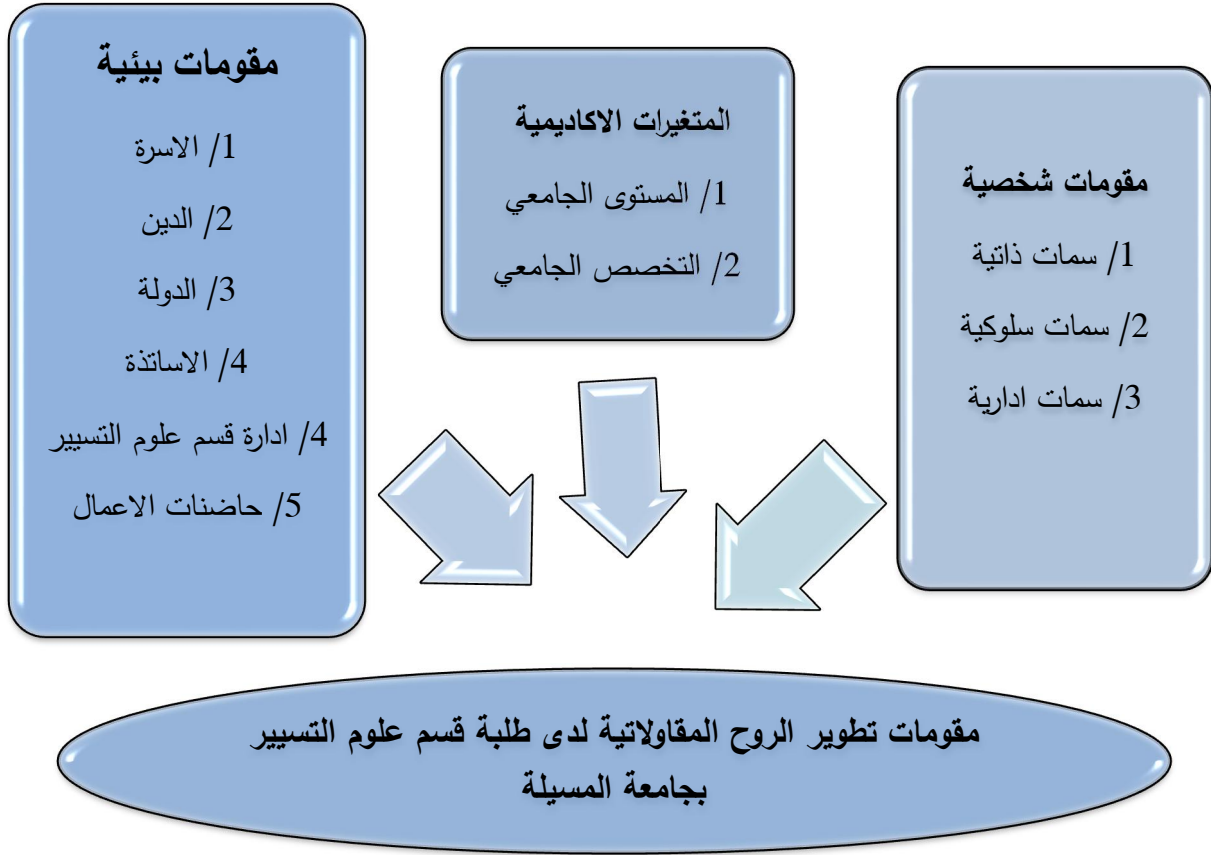 مقومات شخصية
1/ سمات ذاتية
2/ سمات سلوكية
3/ سمات ادارية
المتغيرات الاكاديمية
1/ المستوى الجامعي
2/ التخصص الجامعي
مقومات بيئية
1/ الاسرة
2/ الدين
3/ الدولة
4/ الاساتذة
4/ ادارة قسم علوم التسيير
5/ حاضنات الاعمال
مقومات تطوير الروح المقاولاتية لدى طلبة قسم علوم التسيير
بجامعة المسيلة